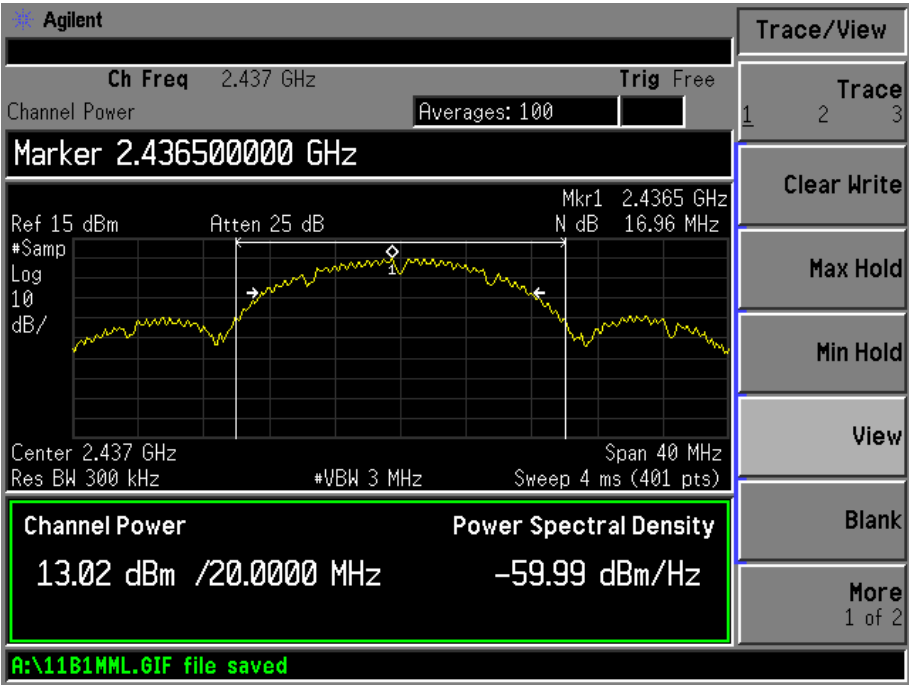 Agilent
Trace/View
Ch Freq 2.437 GHz Trig Free
Channel Power Averages: 100
Marker 2.436500000 GHz
Mkr1 2.4365 GHz
Ref 15 dBm Atten 25 dB N dB 16.96 MHz
#Samp
Log
10
dB/
1
Center 2.437 GHz Span 40 MHz
Res BW 300 kHz #VBW 3 MHz Sweep 4 ms (401 pts)
Channel Power Power Spectral Density
13.02 dBm /20.0000 MHz -59.99 dBm/Hz
A:\11B1MML.GIF file saved
Trace
1 2 3
Clear Write
Max Hold
Min Hold
View
Blank
More
1 of 2